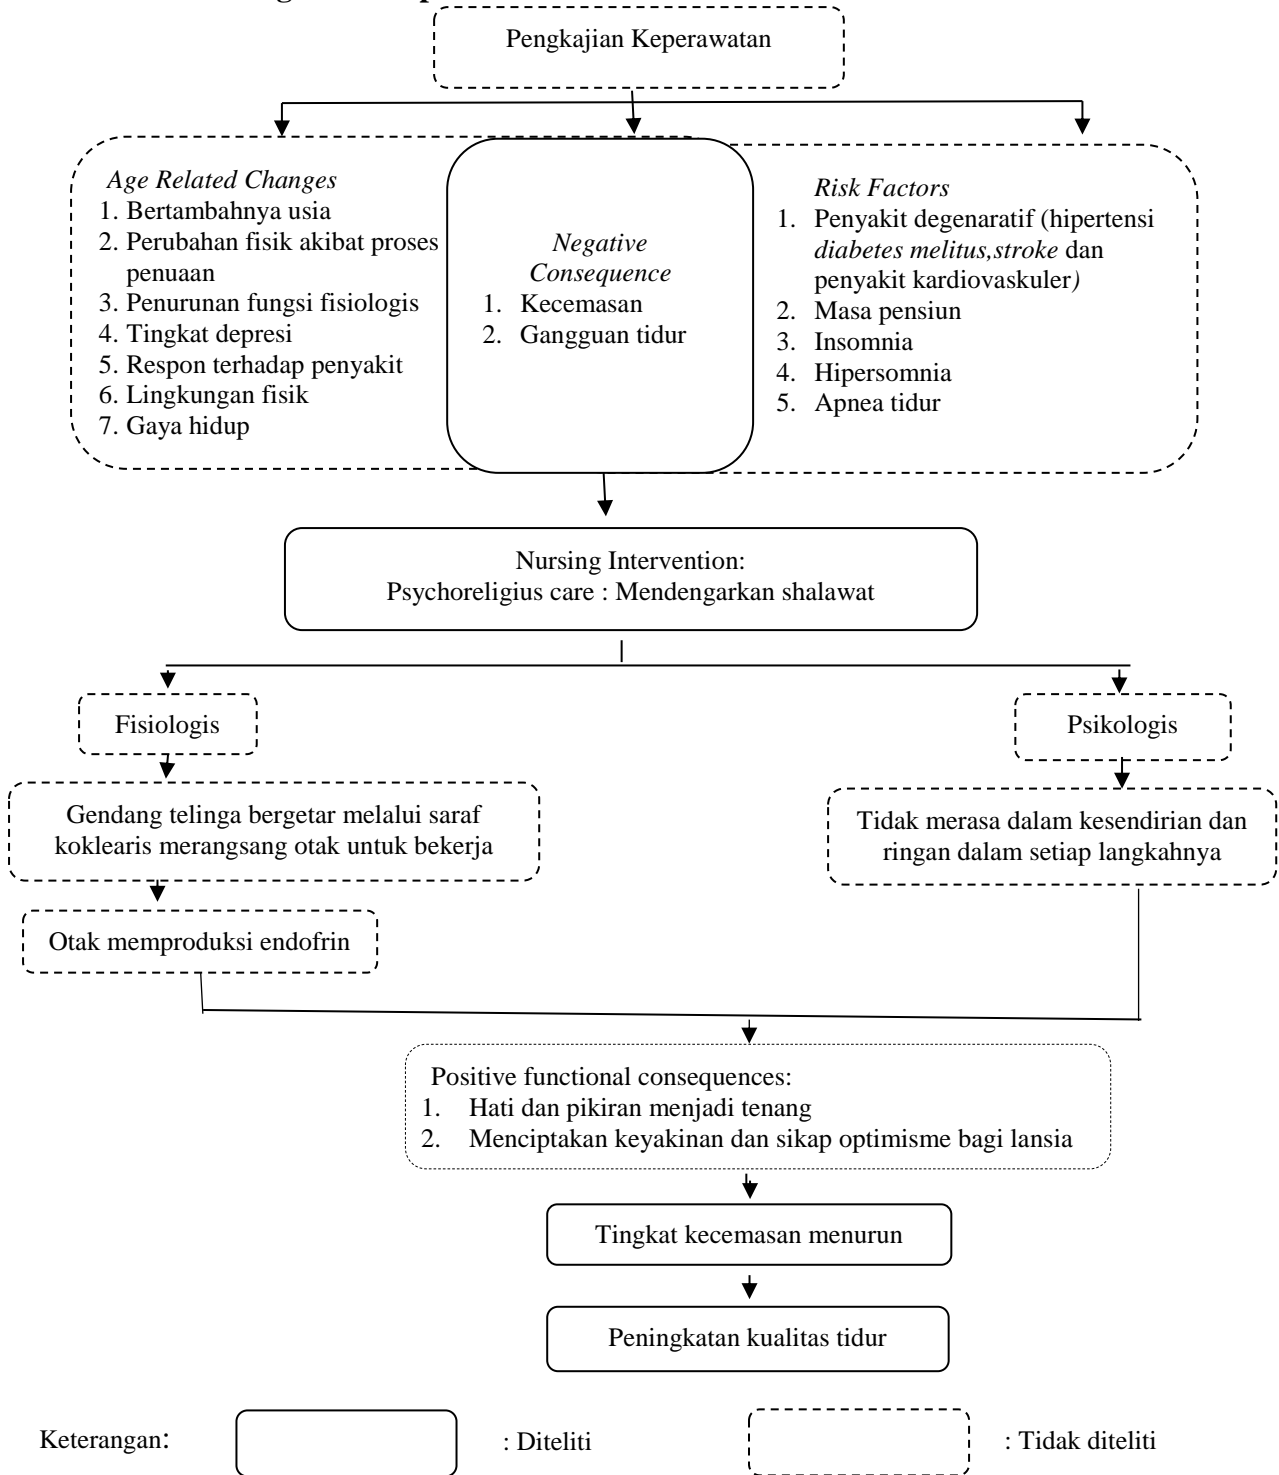 Pengkajian Keperawatan
Age Related Changes
1. Bertambahnya usia
2. Perubahan fisik akibat proses
penuaan
3. Penurunan fungsi fisiologis
4. Tingkat depresi
5. Respon terhadap penyakit
6. Lingkungan fisik
7. Gaya hidup
Negative
Consequence
1. Kecemasan
2. Gangguan tidur
Risk Factors
1. Penyakit degenaratif (hipertensi
diabetes melitus,stroke dan
penyakit kardiovaskuler)
2. Masa pensiun
3. Insomnia
4. Hipersomnia
5. Apnea tidur
Nursing Intervention:
Psychoreligius care : Mendengarkan shalawat
Fisiologis
Psikologis
Gendang telinga bergetar melalui saraf
koklearis merangsang otak untuk bekerja
Tidak merasa dalam kesendirian dan
ringan dalam setiap langkahnya
Otak memproduksi endofrin
Positive functional consequences:
1. Hati dan pikiran menjadi tenang
2. Menciptakan keyakinan dan sikap optimisme bagi lansia
Tingkat kecemasan menurun
Peningkatan kualitas tidur
Keterangan:
: Diteliti
: Tidak diteliti